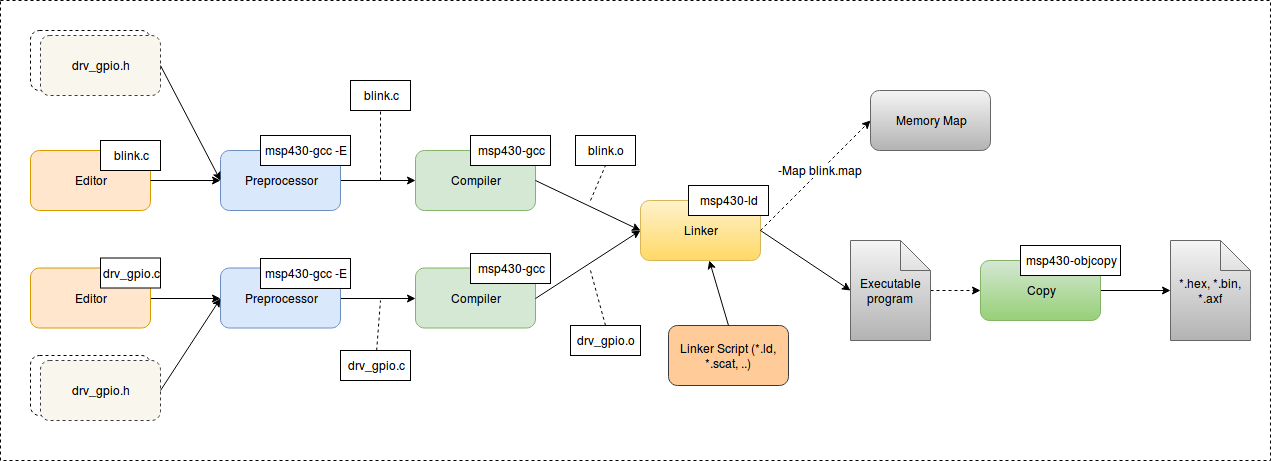 drv_gpio.h
blink.c
Editor
msp430-gcc -E
Preprocessor
blink.c
msp430-gcc
Compiler
blink.o
drv_gpio.c
Editor
msp430-gcc -E
Preprocessor
drv_gpio.c
msp430-gcc
Compiler
drv_gpio.o
drv_gpio.h
msp430-ld
Linker
Linker Script (*.ld,
*.scat, ..)
-Map blink.map
Memory Map
Executable
program
msp430-objcopy
Copy
*.hex, *.bin,
*.axf